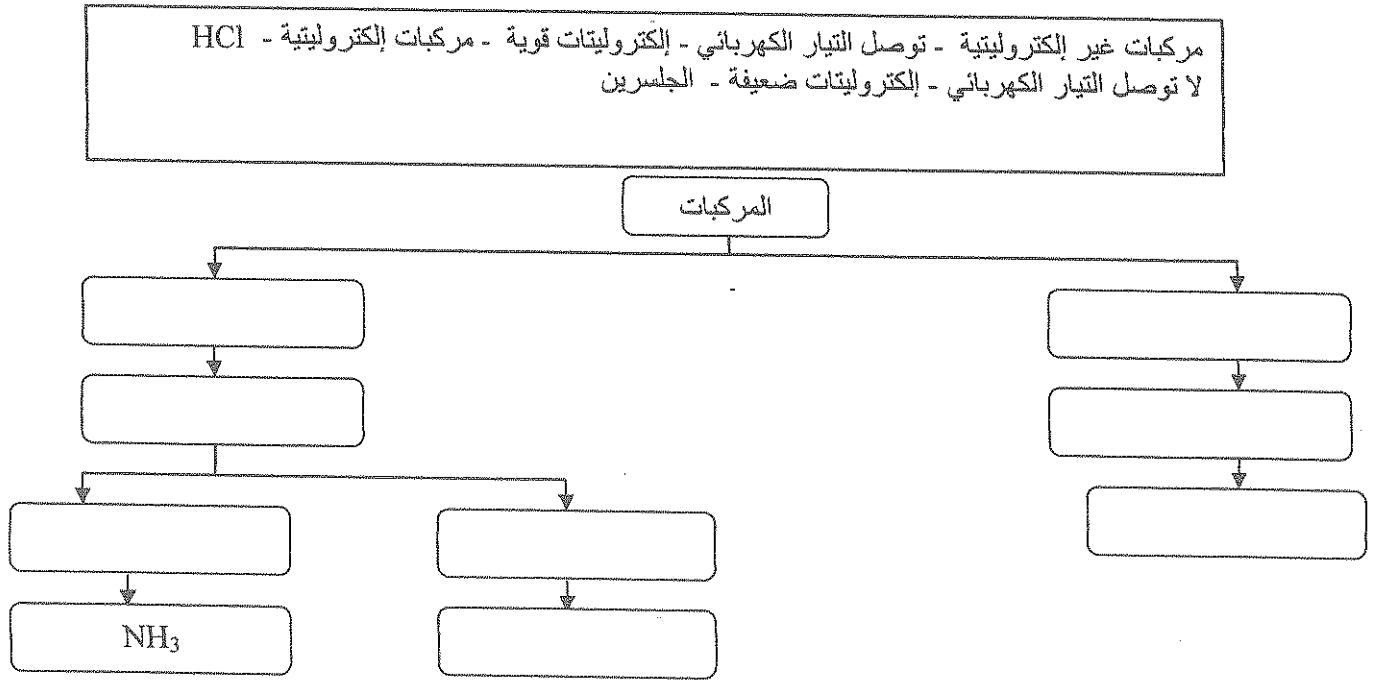 مركبات غير إلكتروليتية - توصل التيار الكهربائي - إلكتروليتات قوية - مركبات إلكتروليتية - HCl
لا توصل التيار الكهربائي - إلكتروليتات ضعيفة - الجلسرين
المركبات
NH₃